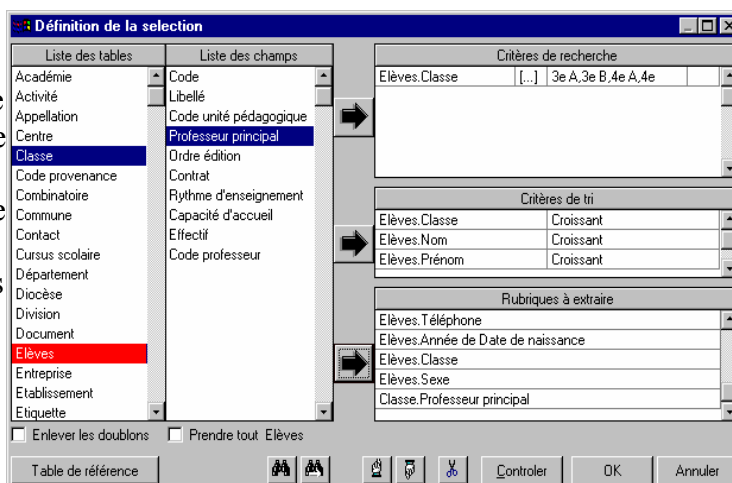 Définition de la selection
Liste des tables
Académie
Activité
Appellation
Centre
Classe
Code provenance
Combinatoire
Commune
Contact
Cursus scolaire
Département
Diocèse
Division
Document
Elèves
Entreprise
Etablissement
Etiquette
Liste des champs
Code
Libellé
Code unité pédagogique
Professeur principal
Ordre édition
Contrat
Rythme d'enseignement
Capacité d'accueil
Effectif
Code professeur
Critères de recherche
Elèves.Classe [...] 3e A,3e B,4e A,4e
Critères de tri
Elèves.Classe Croissant
Elèves.Nom Croissant
Elèves.Prénom Croissant
Rubriques à extraire
Elèves.Téléphone
Elèves.Année de Date de naissance
Elèves.Classe
Elèves.Sexe
Classe.Professeur principal
Enlever les doublons
Prendre tout Elèves
Table de référence
Controler
OK
Annuler